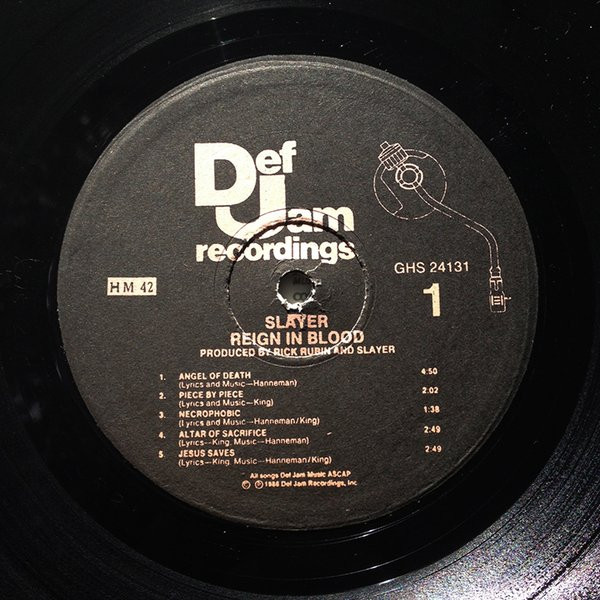 Def
Jam
recordings
GHS 24131
HM 42
1
SLAYER
REIGN IN BLOOD
PRODUCED BY RICK RUBIN AND SLAYER
1. ANGEL OF DEATH 4:50
(Lyrics and Music—Hanneman)
2. PIECE BY PIECE 2:02
(Lyrics and Music—King)
3. NECROPHOBIC 1:38
(Lyrics and Music—Hanneman/King)
4. ALTAR OF SACRIFICE 2:49
(Lyrics—King, Music—Hanneman)
5. JESUS SAVES 2:49
(Lyrics—King, Music—Hanneman/King)
All songs Def Jam Music ASCAP
© ℗ 1986 Def Jam Recordings, Inc.